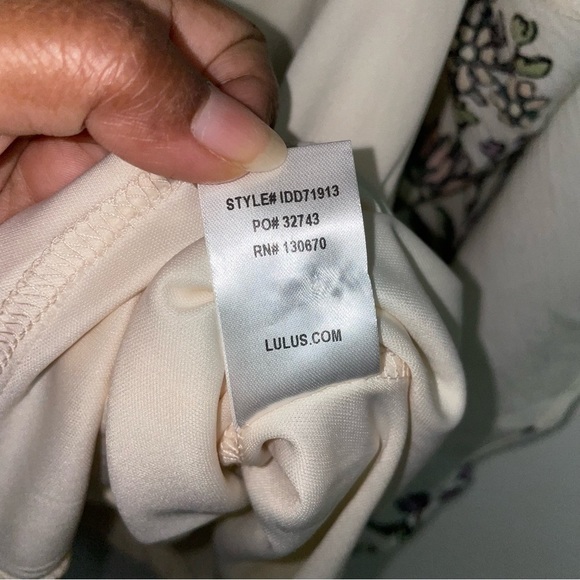 STYLE# IDD71913
PO# 32743
RN# 130670
LULUS.COM